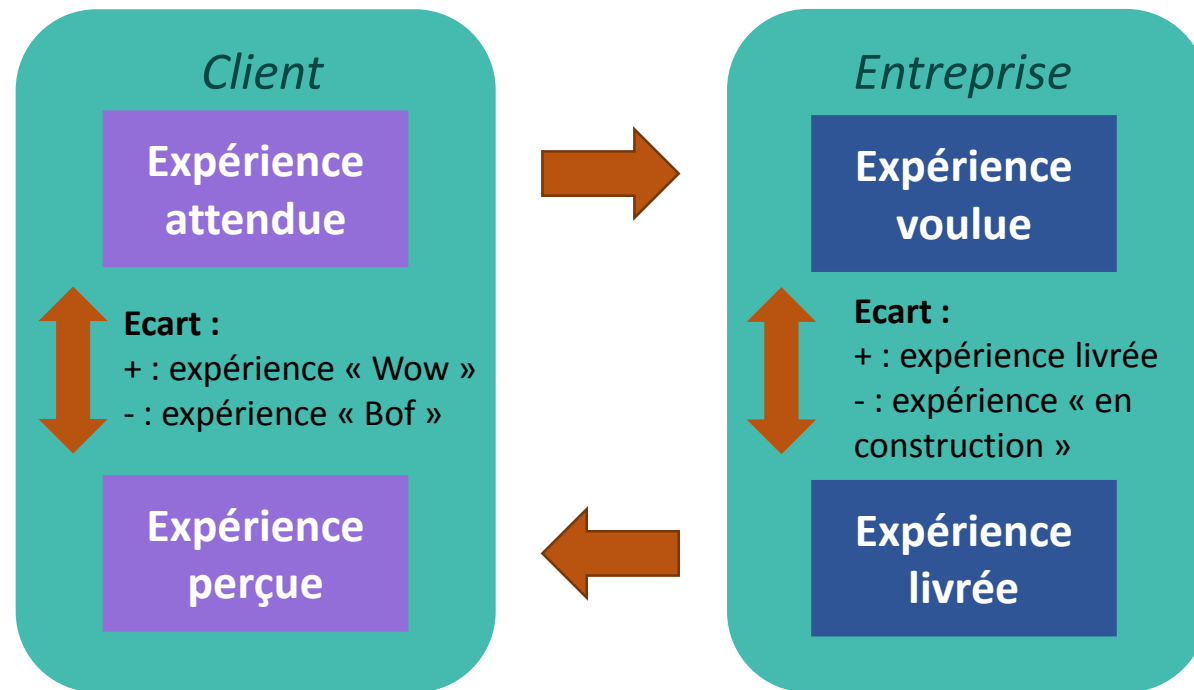 Client
Expérience
attendue
Ecart :
+ : expérience « Wow »
- : expérience « Bof »
Expérience
perçue
Entreprise
Expérience
voulue
Ecart :
+ : expérience livrée
- : expérience « en
construction »
Expérience
livrée